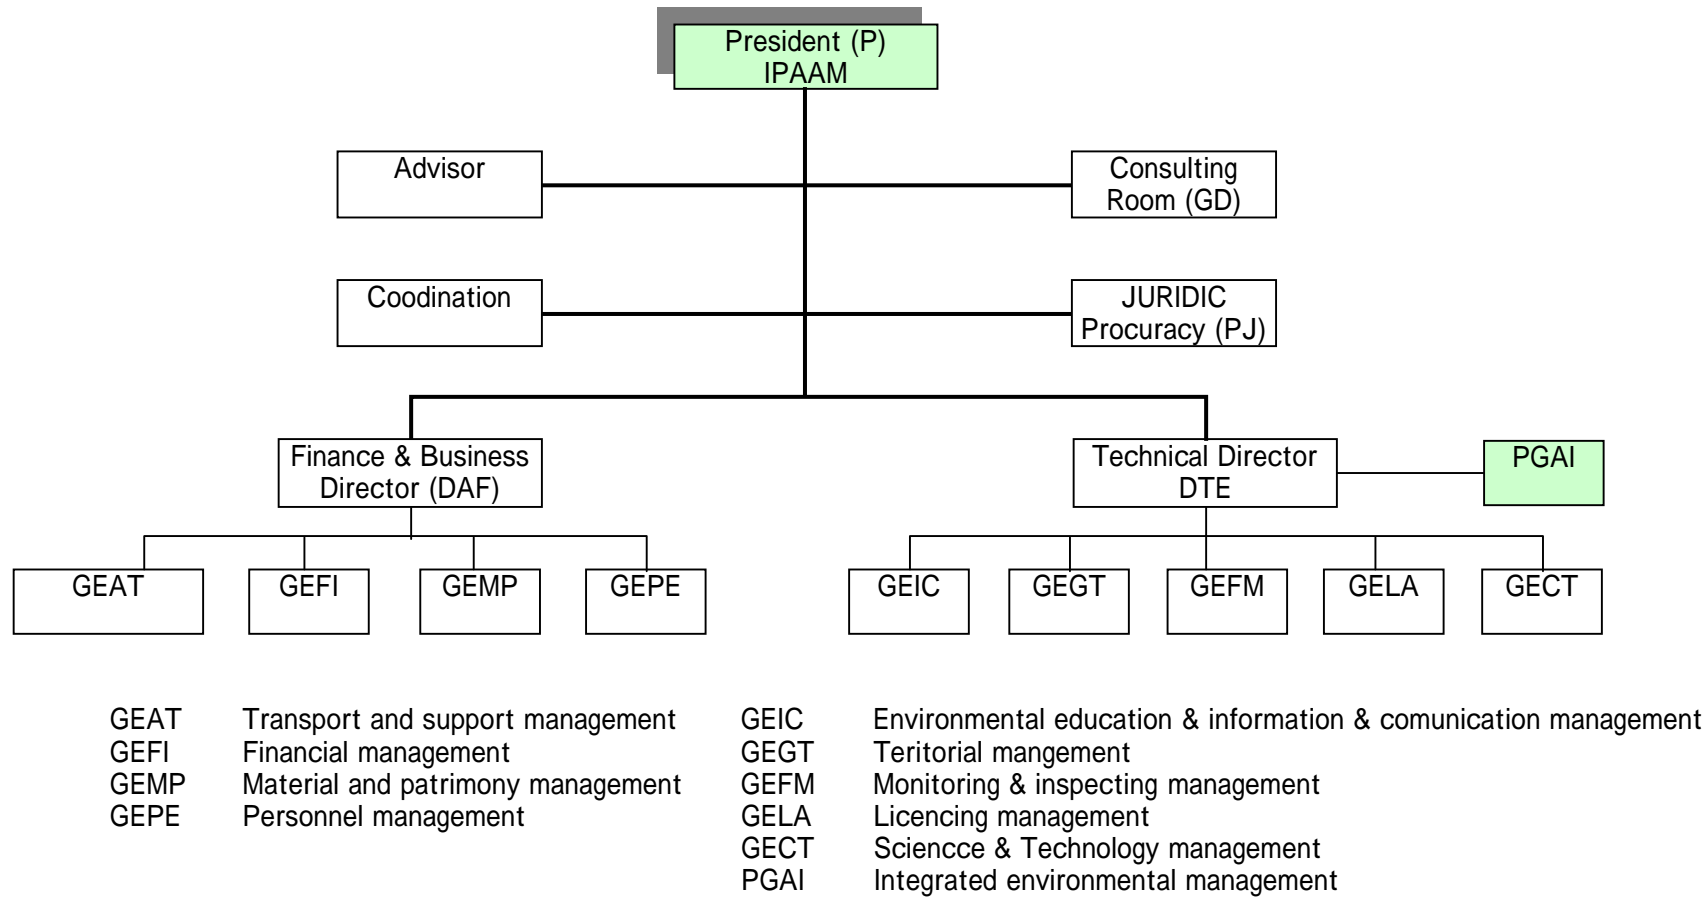 President (P)
IPAAM
Advisor
Consulting
Room (GD)
Coodination
JURIDIC
Procuracy (PJ)
Finance & Business
Director (DAF)
Technical Director
DTE
PGAI
GEAT
GEFI
GEMP
GEPE
GEIC
GEGT
GEFM
GELA
GECT
GEAT Transport and support management
GEFI Financial management
GEMP Material and patrimony management
GEPE Personnel management
GEIC Environmental education & information & comunication management
GEGT Teritorial mangement
GEFM Monitoring & inspecting management
GELA Licencing management
GECT Sciencce & Technology management
PGAI Integrated environmental management